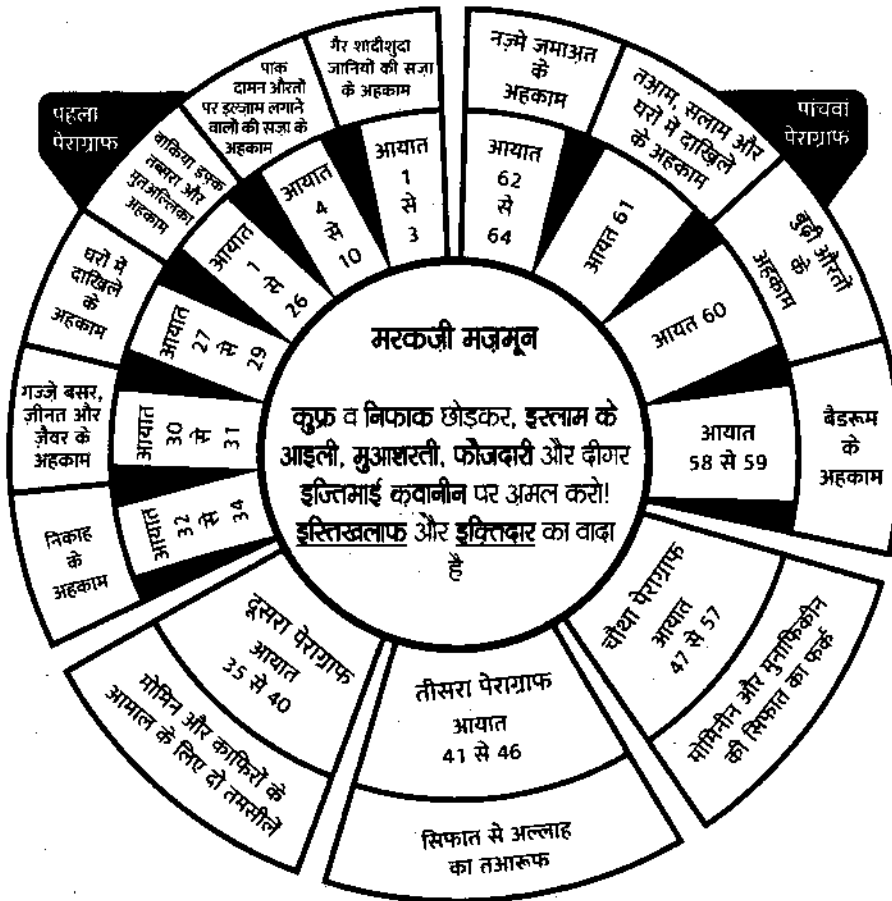 पहला
पेराग्राफ
गैर शादीशुदा
ज़ानियों की सज़ा
के अहकाम
आयात
1
से
3
पाक
दामन औरतों
पर इल्ज़ाम लगाने
वालों की सज़ा के
अहकाम
आयात
4
से
10
वाकिया इफ़्क
तब्सरा और
मुतअल्लिका
अहकाम
आयात
1
से
26
घरों में
दाखिले
के
अहकाम
आयात
27
से
29
गज्जे बसर,
ज़ीनत और
ज़ेवर के
अहकाम
आयात
30
से
31
निकाह
के
अहकाम
आयात
32
से
34
दूसरा पेराग्राफ
आयात
35 से 40
मोमिन और काफिरों के
आमाल के लिए दो तमसीलें
तीसरा पेराग्राफ
आयात
41 से 46
सिफात से अल्लाह
का तआरूफ
चौथा पेराग्राफ
आयात
47 से 57
मोमिनीन और मुनाफिकीन
की सिफात का फर्क
पांचवां
पेराग्राफ
बैडरूम
के
अहकाम
आयात
58 से 59
बुढ़ी औरतों
के
अहकाम
आयत 60
तआम, सलाम और
घरों में दाख़िले
के अहकाम
आयत 61
नज़्मे जमाअ़त
के
अहकाम
आयात
62
से
64
मरकज़ी मज़मून
कुफ्र व निफाक छोड़कर, इस्लाम के
आइली, मुआशरती, फौजदारी और दीगर
इज्तिमाई क़वानीन पर अ़मल करो!
इस्तिखलाफ और इक्तिदार का वादा
है